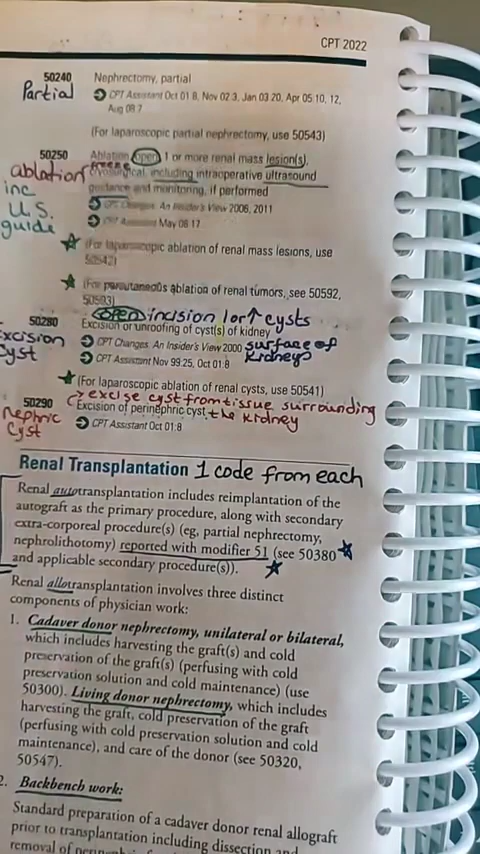 CPT 2022
50240 Nephrectomy, partial
Partial
CPT Assistant Oct 01:8, Nov 02:3, Jan 03:20, Apr 05:10, 12,
Aug 08:7
(For laparoscopic partial nephrectomy, use 50543)
50250 Ablation, open, 1 or more renal mass lesion(s),
ablation freeze
cryosurgical, including intraoperative ultrasound
inc
guidance and monitoring, if performed
U.S.
CPT Changes: An Insider's View 2006, 2011
guide
CPT Assistant May 06:17
(For laparoscopic ablation of renal mass lesions, use
50542)
(For percutaneous ablation of renal tumors, see 50592,
50593)
open incision 1 or ↑ cysts
50280 Excision or unroofing of cyst(s) of kidney
surface of
Excision
CPT Changes: An Insider's View 2000
kidneys
Cyst
CPT Assistant Nov 99:25, Oct 01:8
(For laparoscopic ablation of renal cysts, use 50541)
→ excise cyst from tissue surrounding
50290 Excision of perinephric cyst
the kidney
Nephric
CPT Assistant Oct 01:8
Cyst
Renal Transplantation 1 code from each
Renal autotransplantation includes reimplantation of the
autograft as the primary procedure, along with secondary
extra-corporeal procedure(s) (eg, partial nephrectomy,
nephrolithotomy) reported with modifier 51 (see 50380
and applicable secondary procedure(s)).
Renal allotransplantation involves three distinct
components of physician work:
1. Cadaver donor nephrectomy, unilateral or bilateral,
which includes harvesting the graft(s) and cold
preservation of the graft(s) (perfusing with cold
preservation solution and cold maintenance) (use
50300). Living donor nephrectomy, which includes
harvesting the graft, cold preservation of the graft
(perfusing with cold preservation solution and cold
maintenance), and care of the donor (see 50320,
50547).
2. Backbench work:
Standard preparation of a cadaver donor renal allograft
prior to transplantation including dissection and
removal of